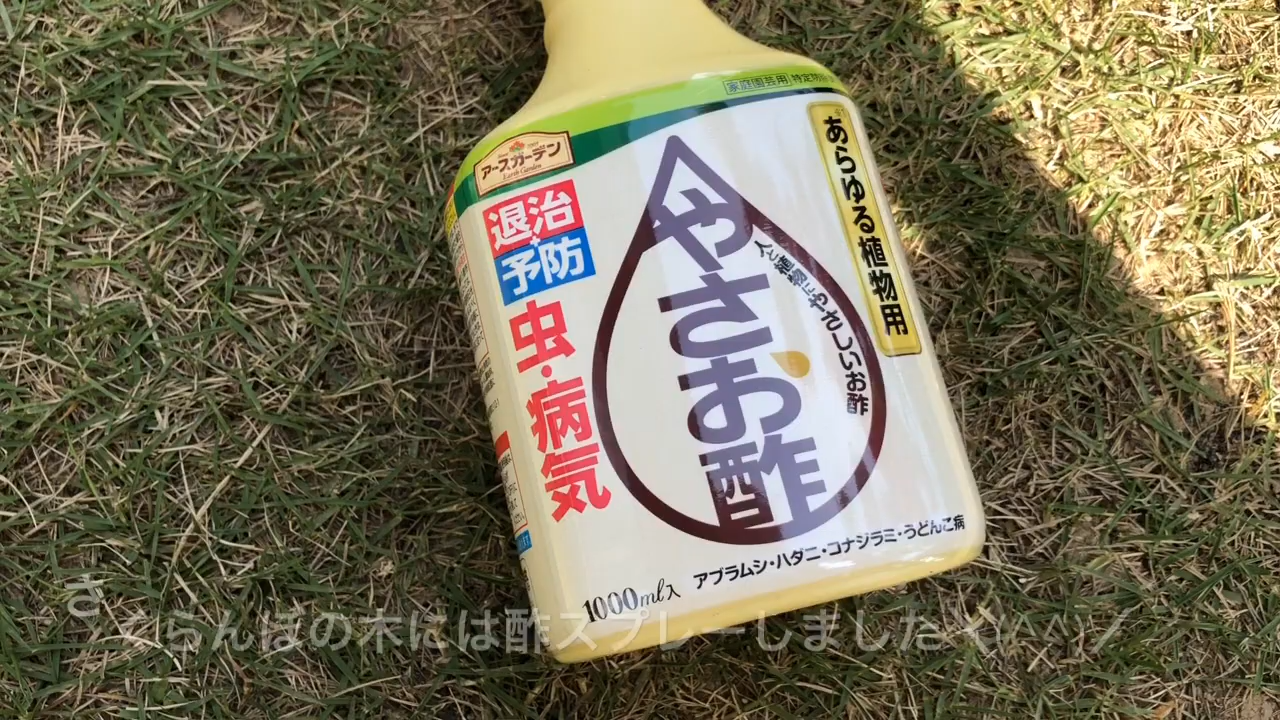 家庭園芸用
アースガーデン
Earth Garden
あらゆる植物用
退治
+
予防
虫・病気
やさお酢
人と植物にやさしいお酢
アブラムシ・ハダニ・コナジラミ・うどんこ病
1000ml入
さくらんぼの木には酢スプレーしました＼(^^)／